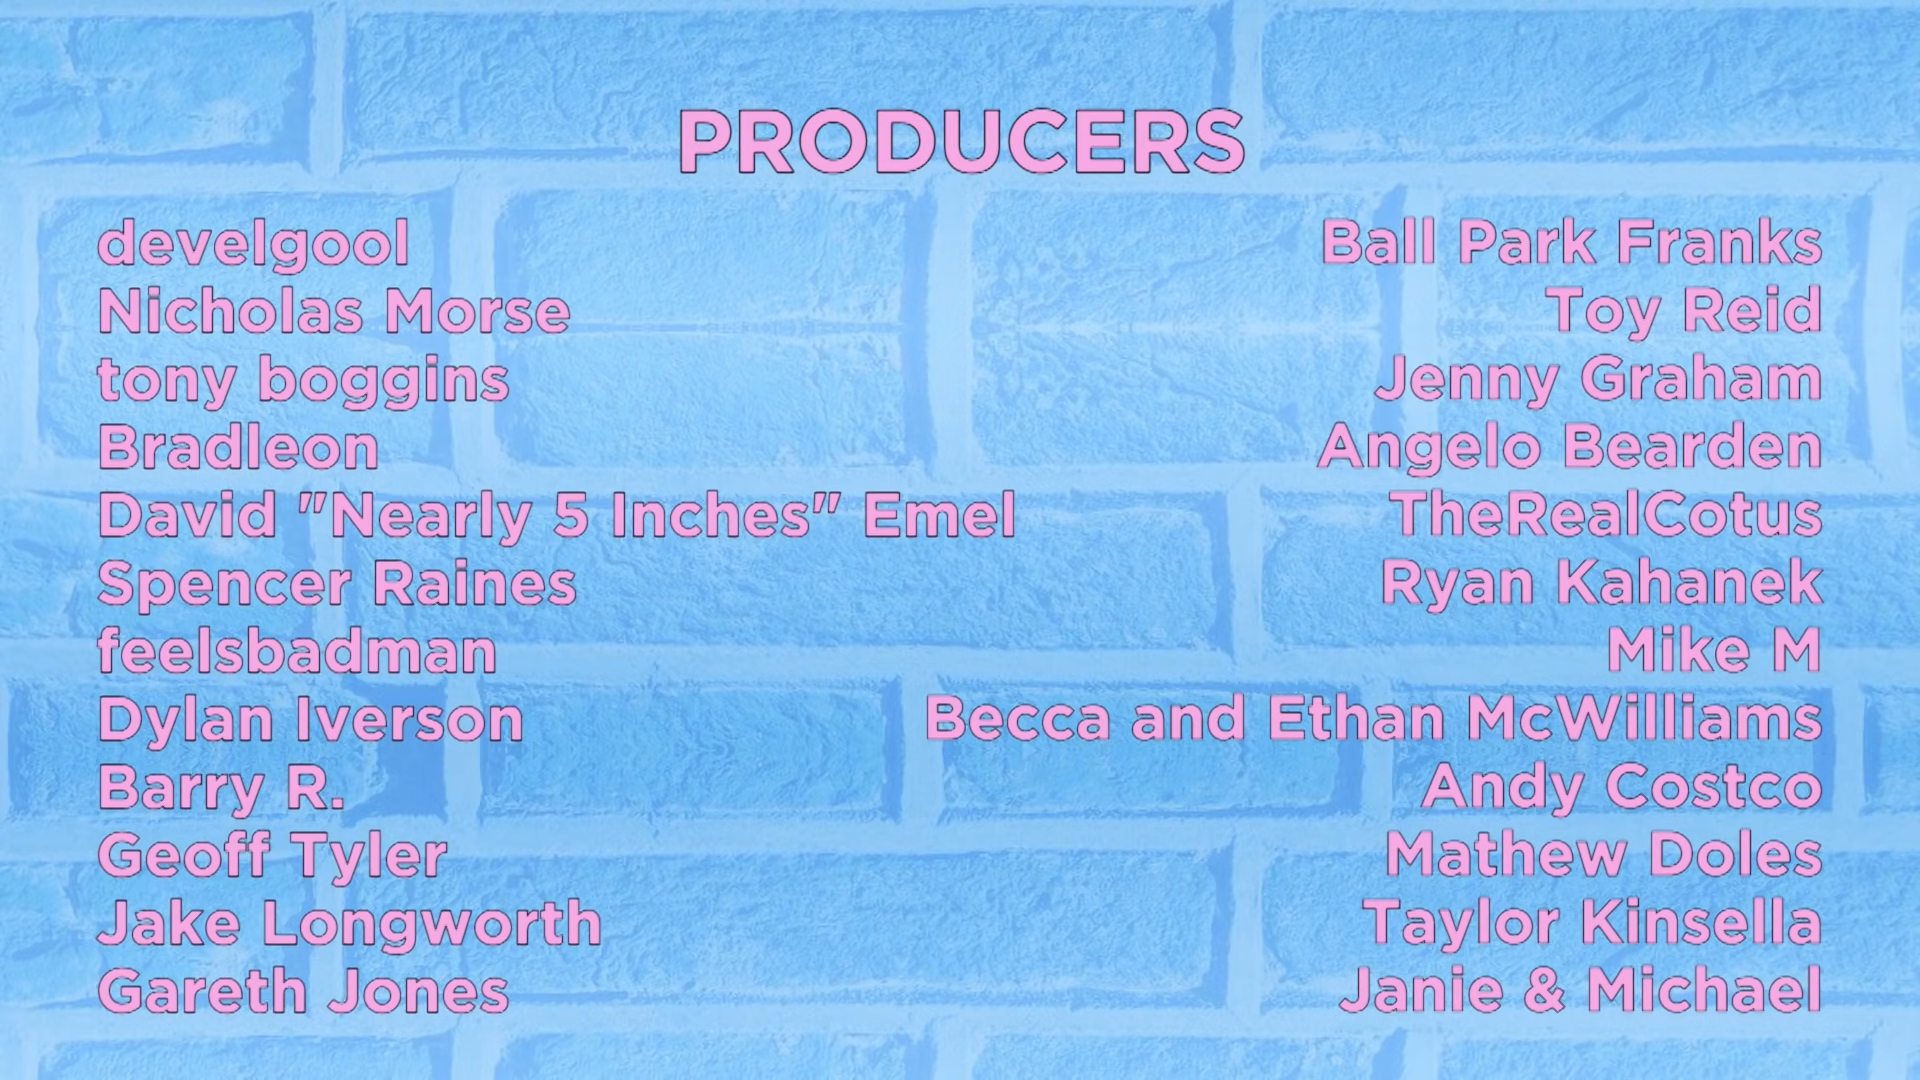 PRODUCERS
develgool
Nicholas Morse
tony boggins
Bradleon
David "Nearly 5 Inches" Emel
Spencer Raines
feelsbadman
Dylan Iverson
Barry R.
Geoff Tyler
Jake Longworth
Gareth Jones
Ball Park Franks
Toy Reid
Jenny Graham
Angelo Bearden
TheRealCotus
Ryan Kahanek
Mike M
Becca and Ethan McWilliams
Andy Costco
Mathew Doles
Taylor Kinsella
Janie & Michael